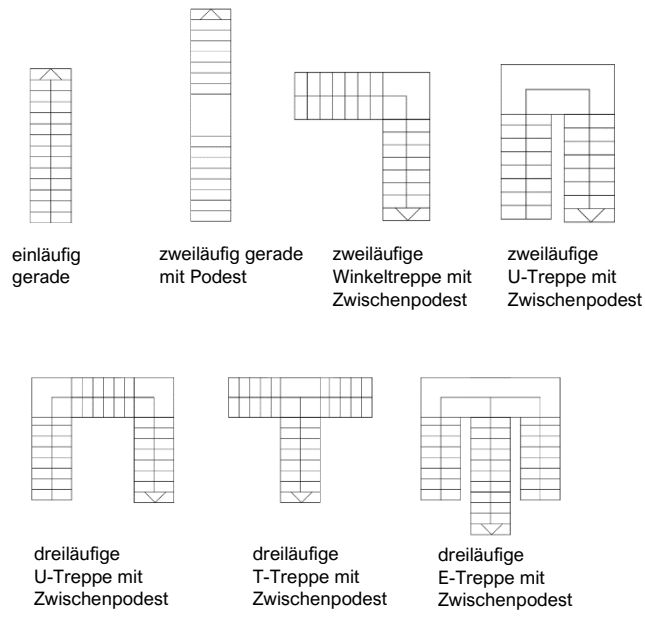 einläufig
gerade
zweiläufig gerade
mit Podest
zweiläufige
Winkeltreppe mit
Zwischenpodest
zweiläufige
U-Treppe mit
Zwischenpodest
dreiläufige
U-Treppe mit
Zwischenpodest
dreiläufige
T-Treppe mit
Zwischenpodest
dreiläufige
E-Treppe mit
Zwischenpodest